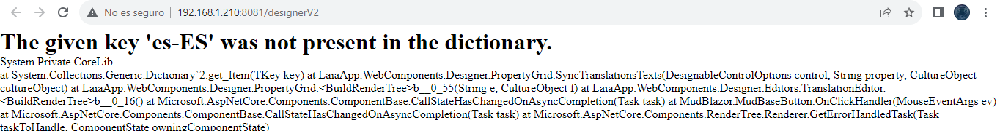 No es seguro 192.168.1.210:8081/designerV2
The given key 'es-ES' was not present in the dictionary.
System.Private.CoreLib
at System.Collections.Generic.Dictionary`2.get_Item(TKey key) at LaiaApp.WebComponents.Designer.PropertyGrid.SyncTranslationsTexts(DesignableControlOptions control, String property, CultureObject
cultureObject) at LaiaApp.WebComponents.Designer.PropertyGrid.<BuildRenderTree>b__0_55(String e, CultureObject f) at LaiaApp.WebComponents.Designer.Editors.TranslationEditor.
<BuildRenderTree>b__0_16() at Microsoft.AspNetCore.Components.ComponentBase.CallStateHasChangedOnAsyncCompletion(Task task) at MudBlazor.MudBaseButton.OnClickHandler(MouseEventArgs ev)
at Microsoft.AspNetCore.Components.ComponentBase.CallStateHasChangedOnAsyncCompletion(Task task) at Microsoft.AspNetCore.Components.RenderTree.Renderer.GetErrorHandledTask(Task
taskToHandle, ComponentState owningComponentState)